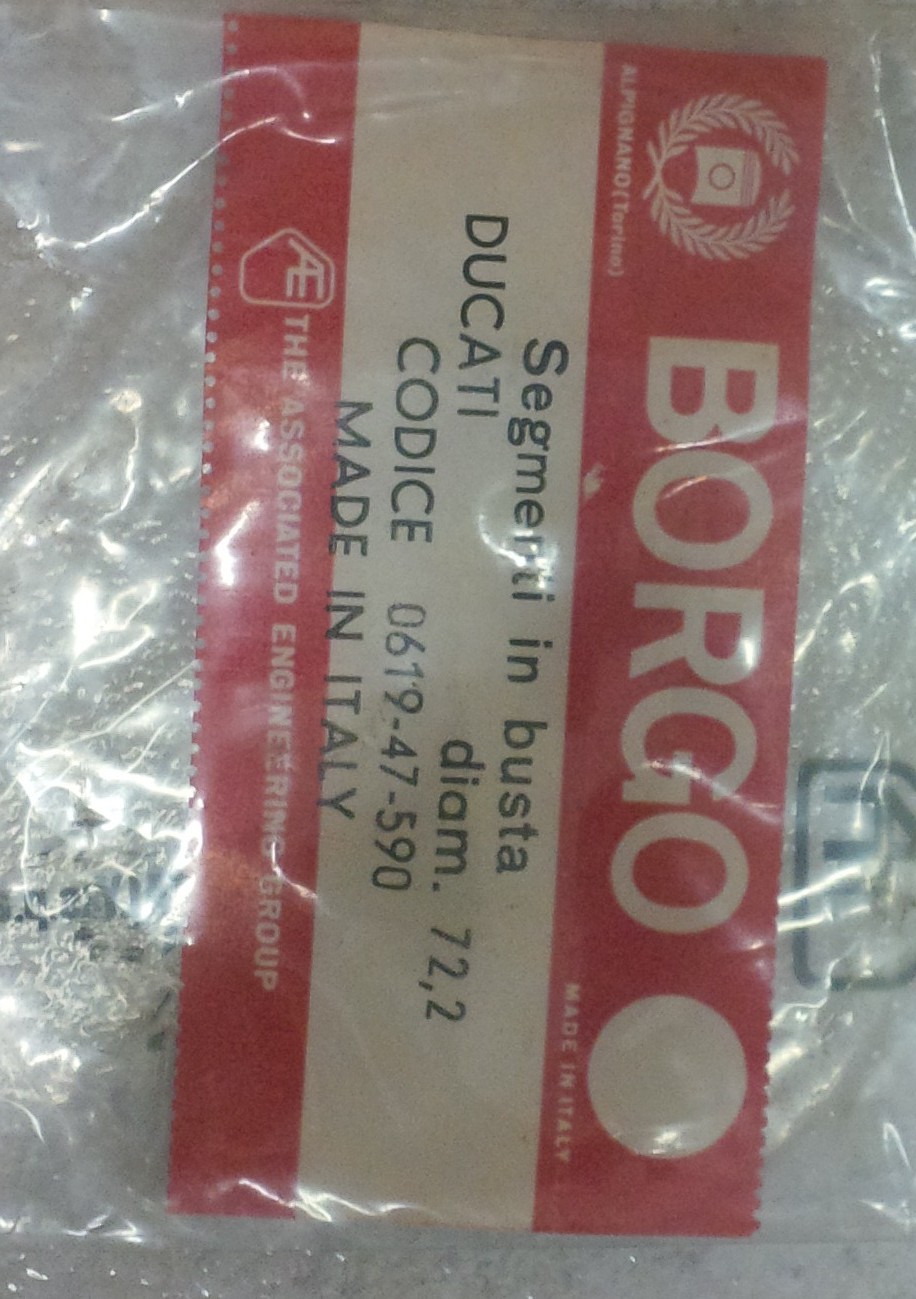 ALPIGNANO (Torino)
BORGO
MADE IN ITALY
Segmenti in busta
DUCATI diam. 72,2
CODICE 0619-47-590
MADE IN ITALY
AE THE ASSOCIATED ENGINEERING GROUP